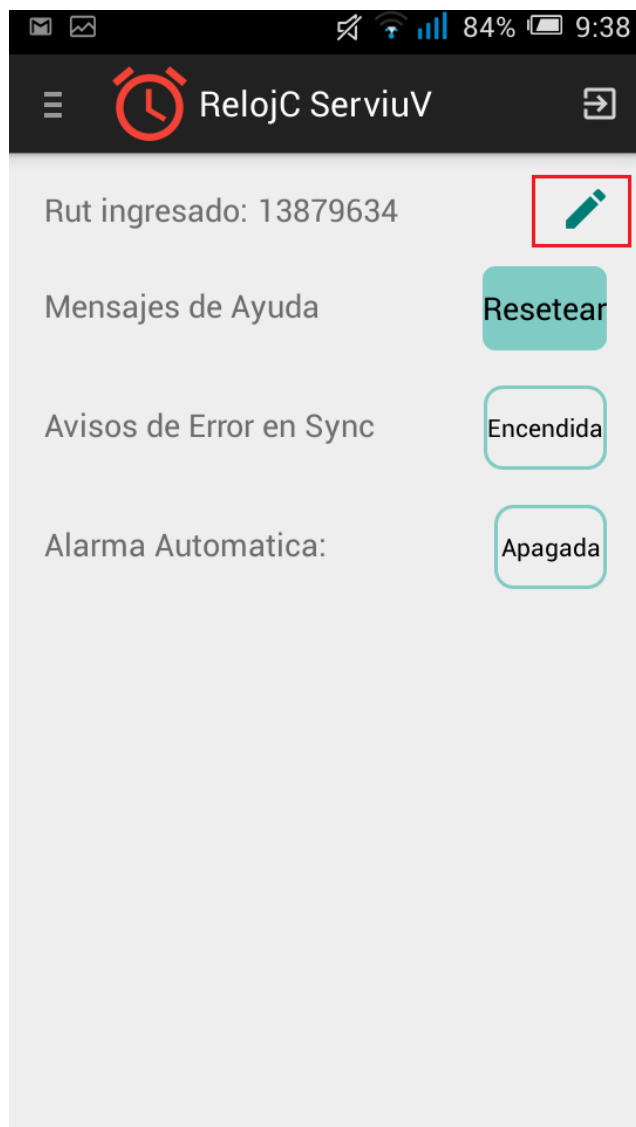 84% 9:38
RelojC ServiuV
Rut ingresado: 13879634
Mensajes de Ayuda Resetear
Avisos de Error en Sync Encendida
Alarma Automatica: Apagada